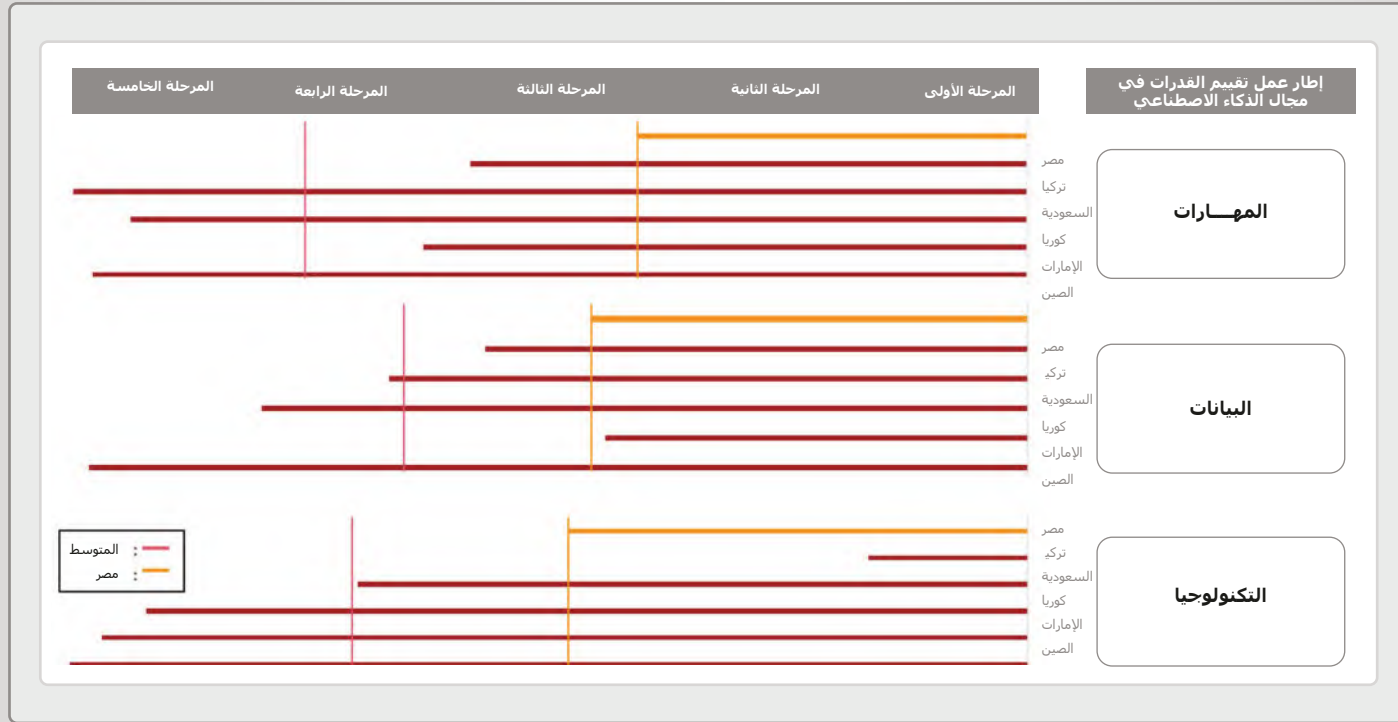 إطار عمل تقييم القدرات في
مجال الذكاء الاصطناعي
المرحلة الأولى
المرحلة الثانية
المرحلة الثالثة
المرحلة الرابعة
المرحلة الخامسة
المهـــارات
مصر
تركيا
السعودية
كوريا
الإمارات
الصين
البيانات
مصر
تركيـ
السعودية
كوريا
الإمارات
الصين
التكنولوجيا
مصر
تركيـ
السعودية
كوريا
الإمارات
الصين
: المتوسط
: مصر